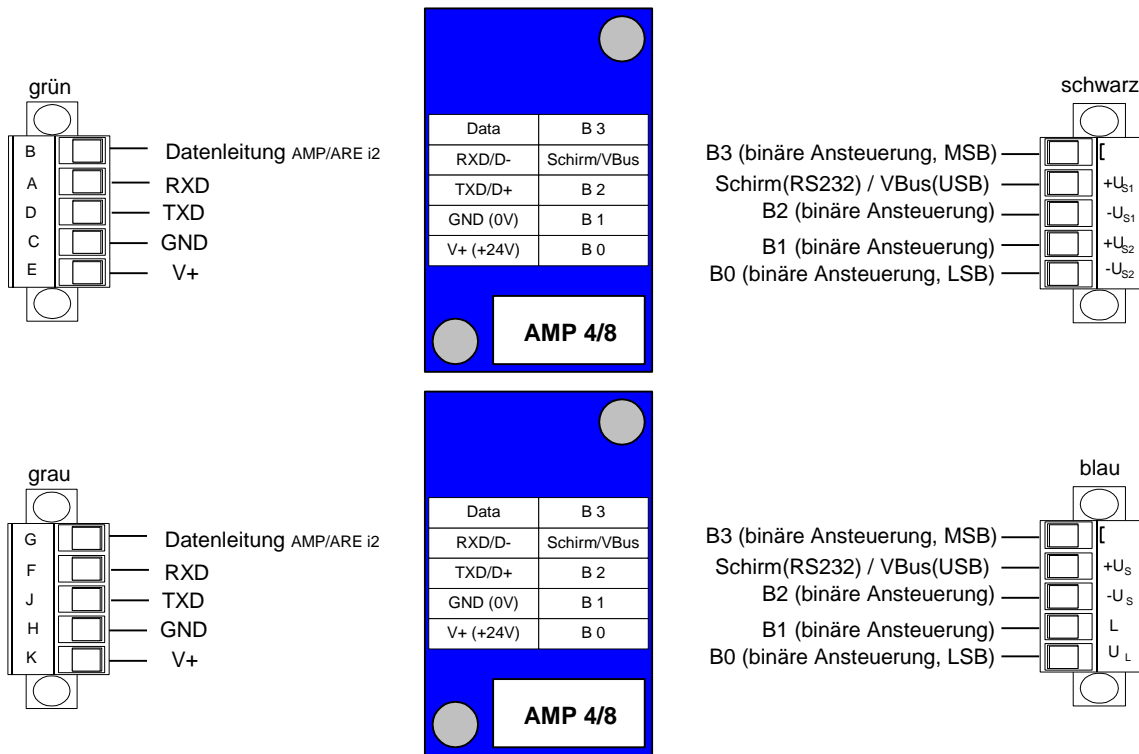 grün
B Datenleitung AMP/ARE i2
A RXD
D TXD
C GND
E V+
Data B 3
RXD/D- Schirm/VBus
TXD/D+ B 2
GND (0V) B 1
V+ (+24V) B 0
AMP 4/8
schwarz
B3 (binäre Ansteuerung, MSB) [
Schirm(RS232) / VBus(USB) +US1
B2 (binäre Ansteuerung) -US1
B1 (binäre Ansteuerung) +US2
B0 (binäre Ansteuerung, LSB) -US2
grau
G Datenleitung AMP/ARE i2
F RXD
J TXD
H GND
K V+
Data B 3
RXD/D- Schirm/VBus
TXD/D+ B 2
GND (0V) B 1
V+ (+24V) B 0
AMP 4/8
blau
B3 (binäre Ansteuerung, MSB) [
Schirm(RS232) / VBus(USB) +US
B2 (binäre Ansteuerung) -US
B1 (binäre Ansteuerung) L
B0 (binäre Ansteuerung, LSB) UL